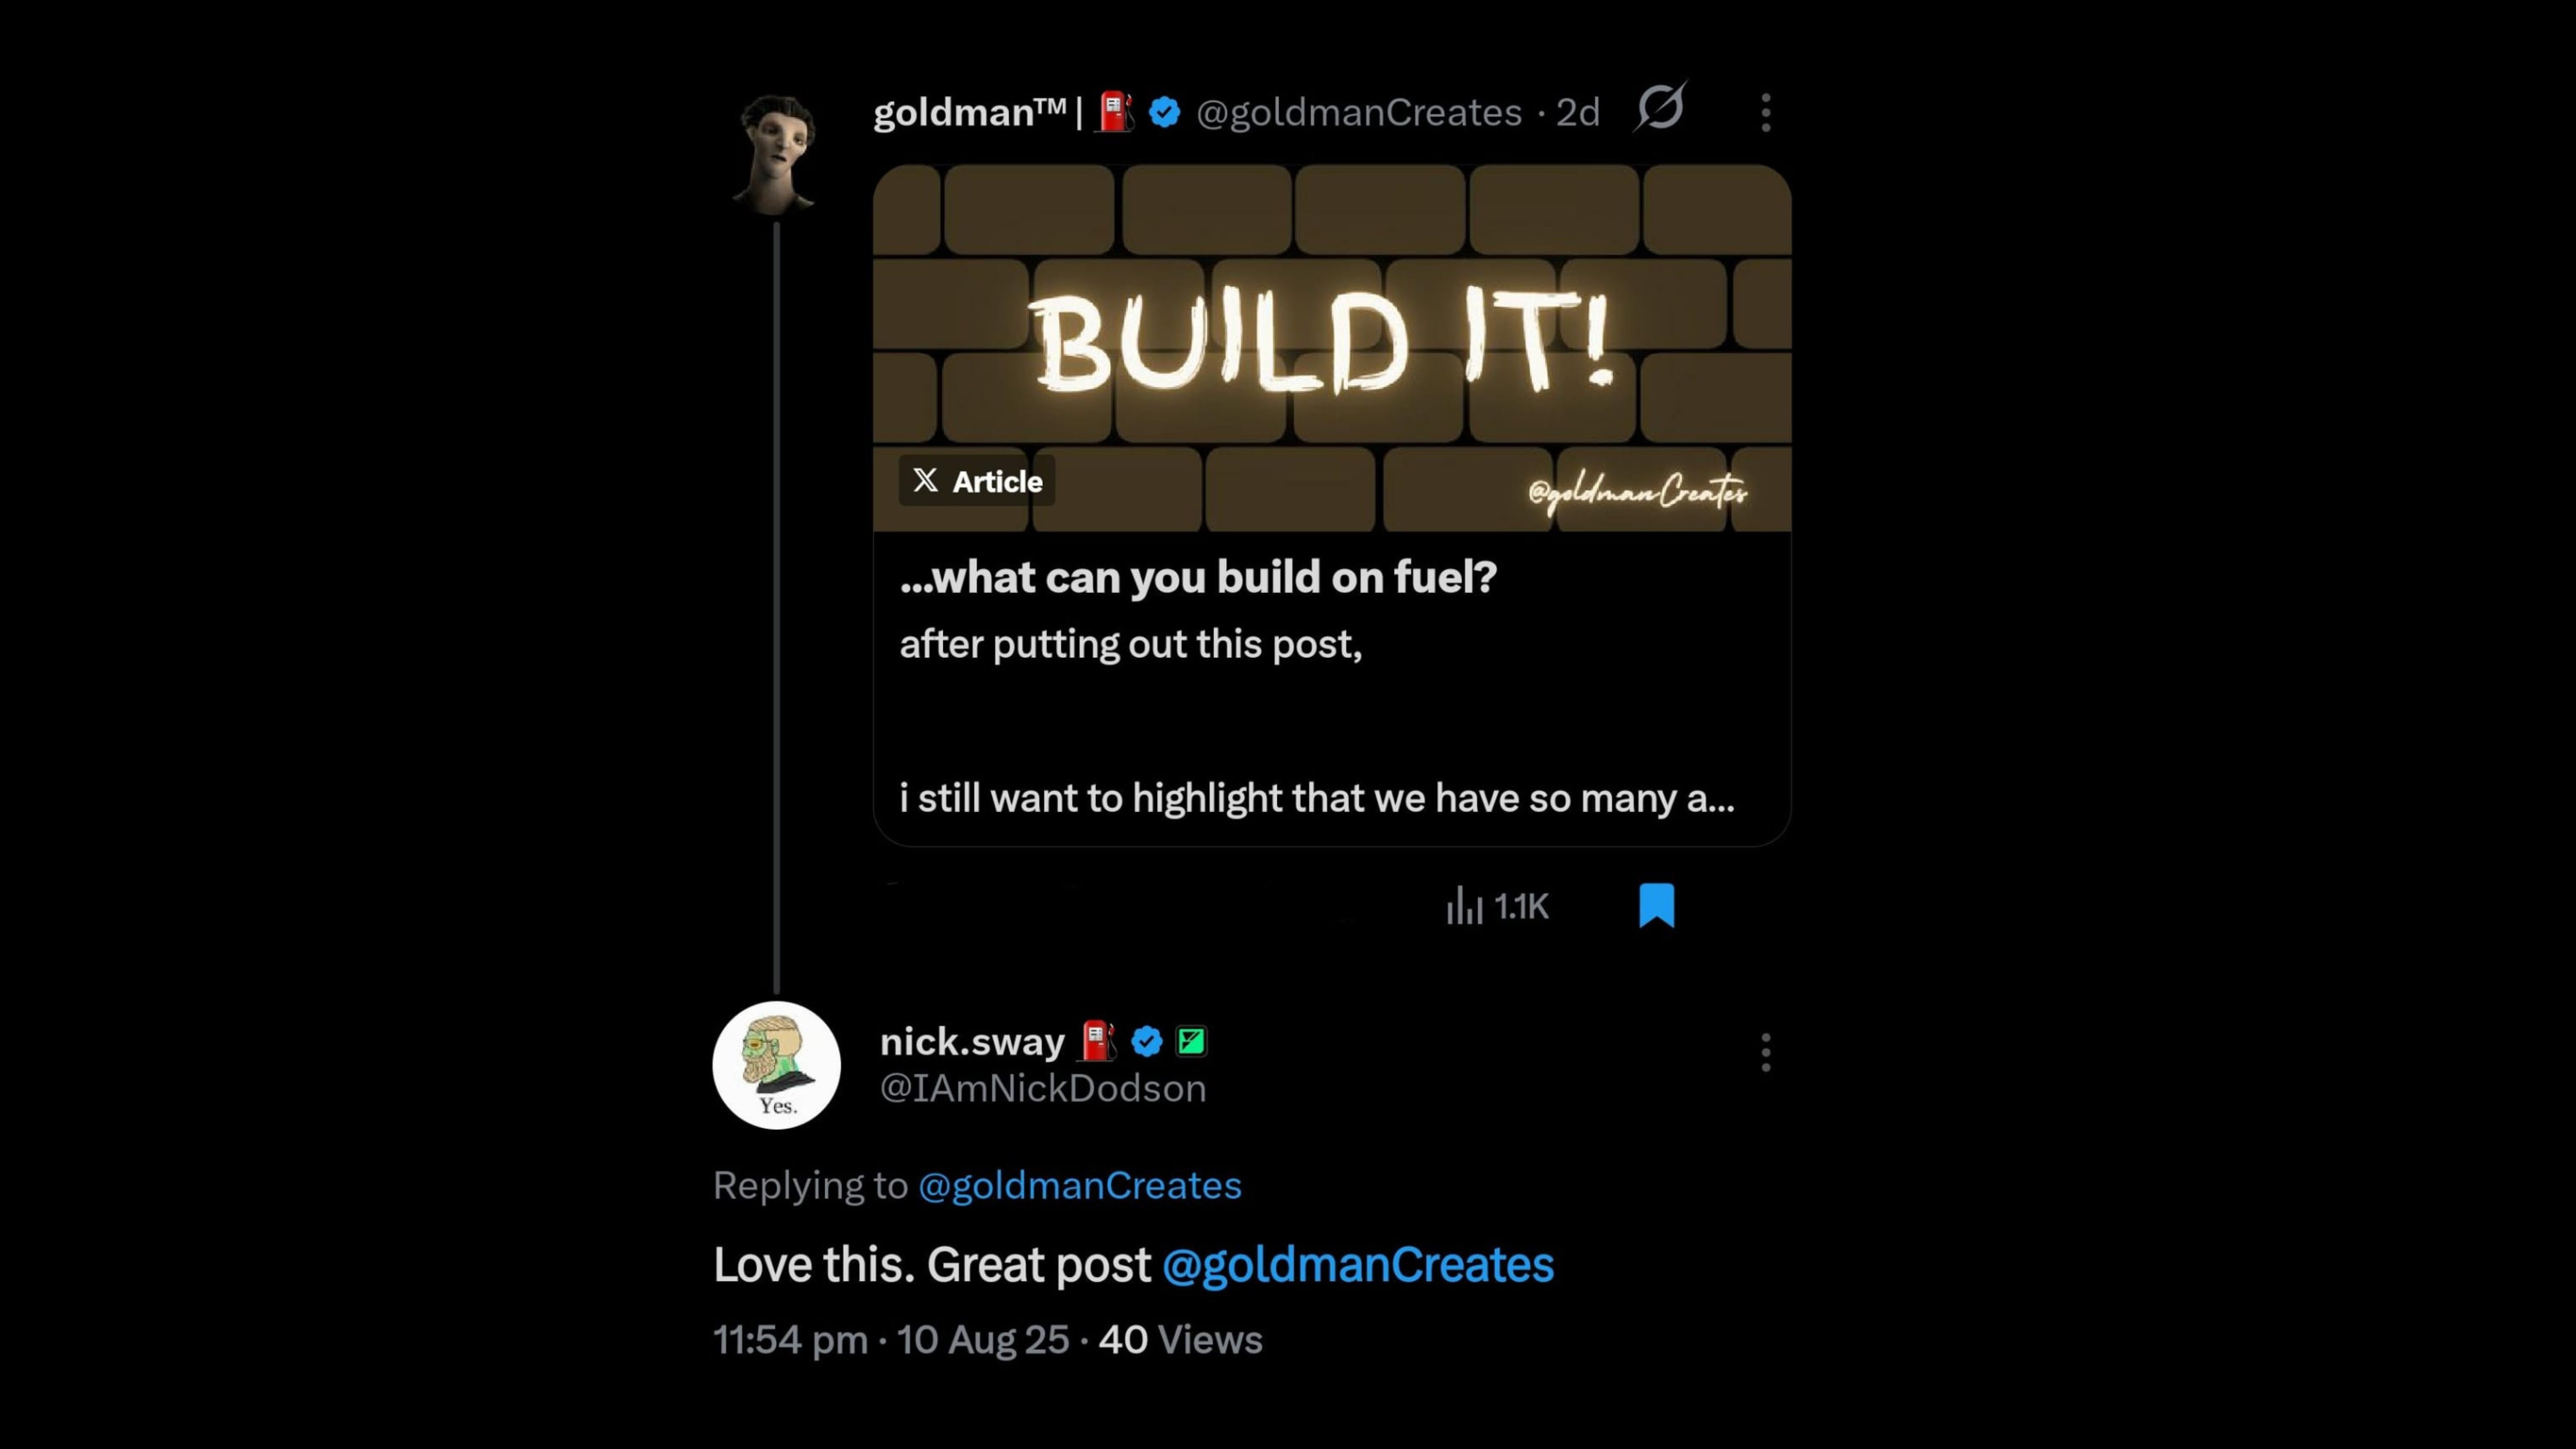 goldman™ | @goldmanCreates · 2d
BUILD IT!
X Article
@goldmanCreates
...what can you build on fuel?
after putting out this post,
i still want to highlight that we have so many a...
1.1K
nick.sway
@IAmNickDodson
Yes.
Replying to @goldmanCreates
Love this. Great post @goldmanCreates
11:54 pm · 10 Aug 25 · 40 Views